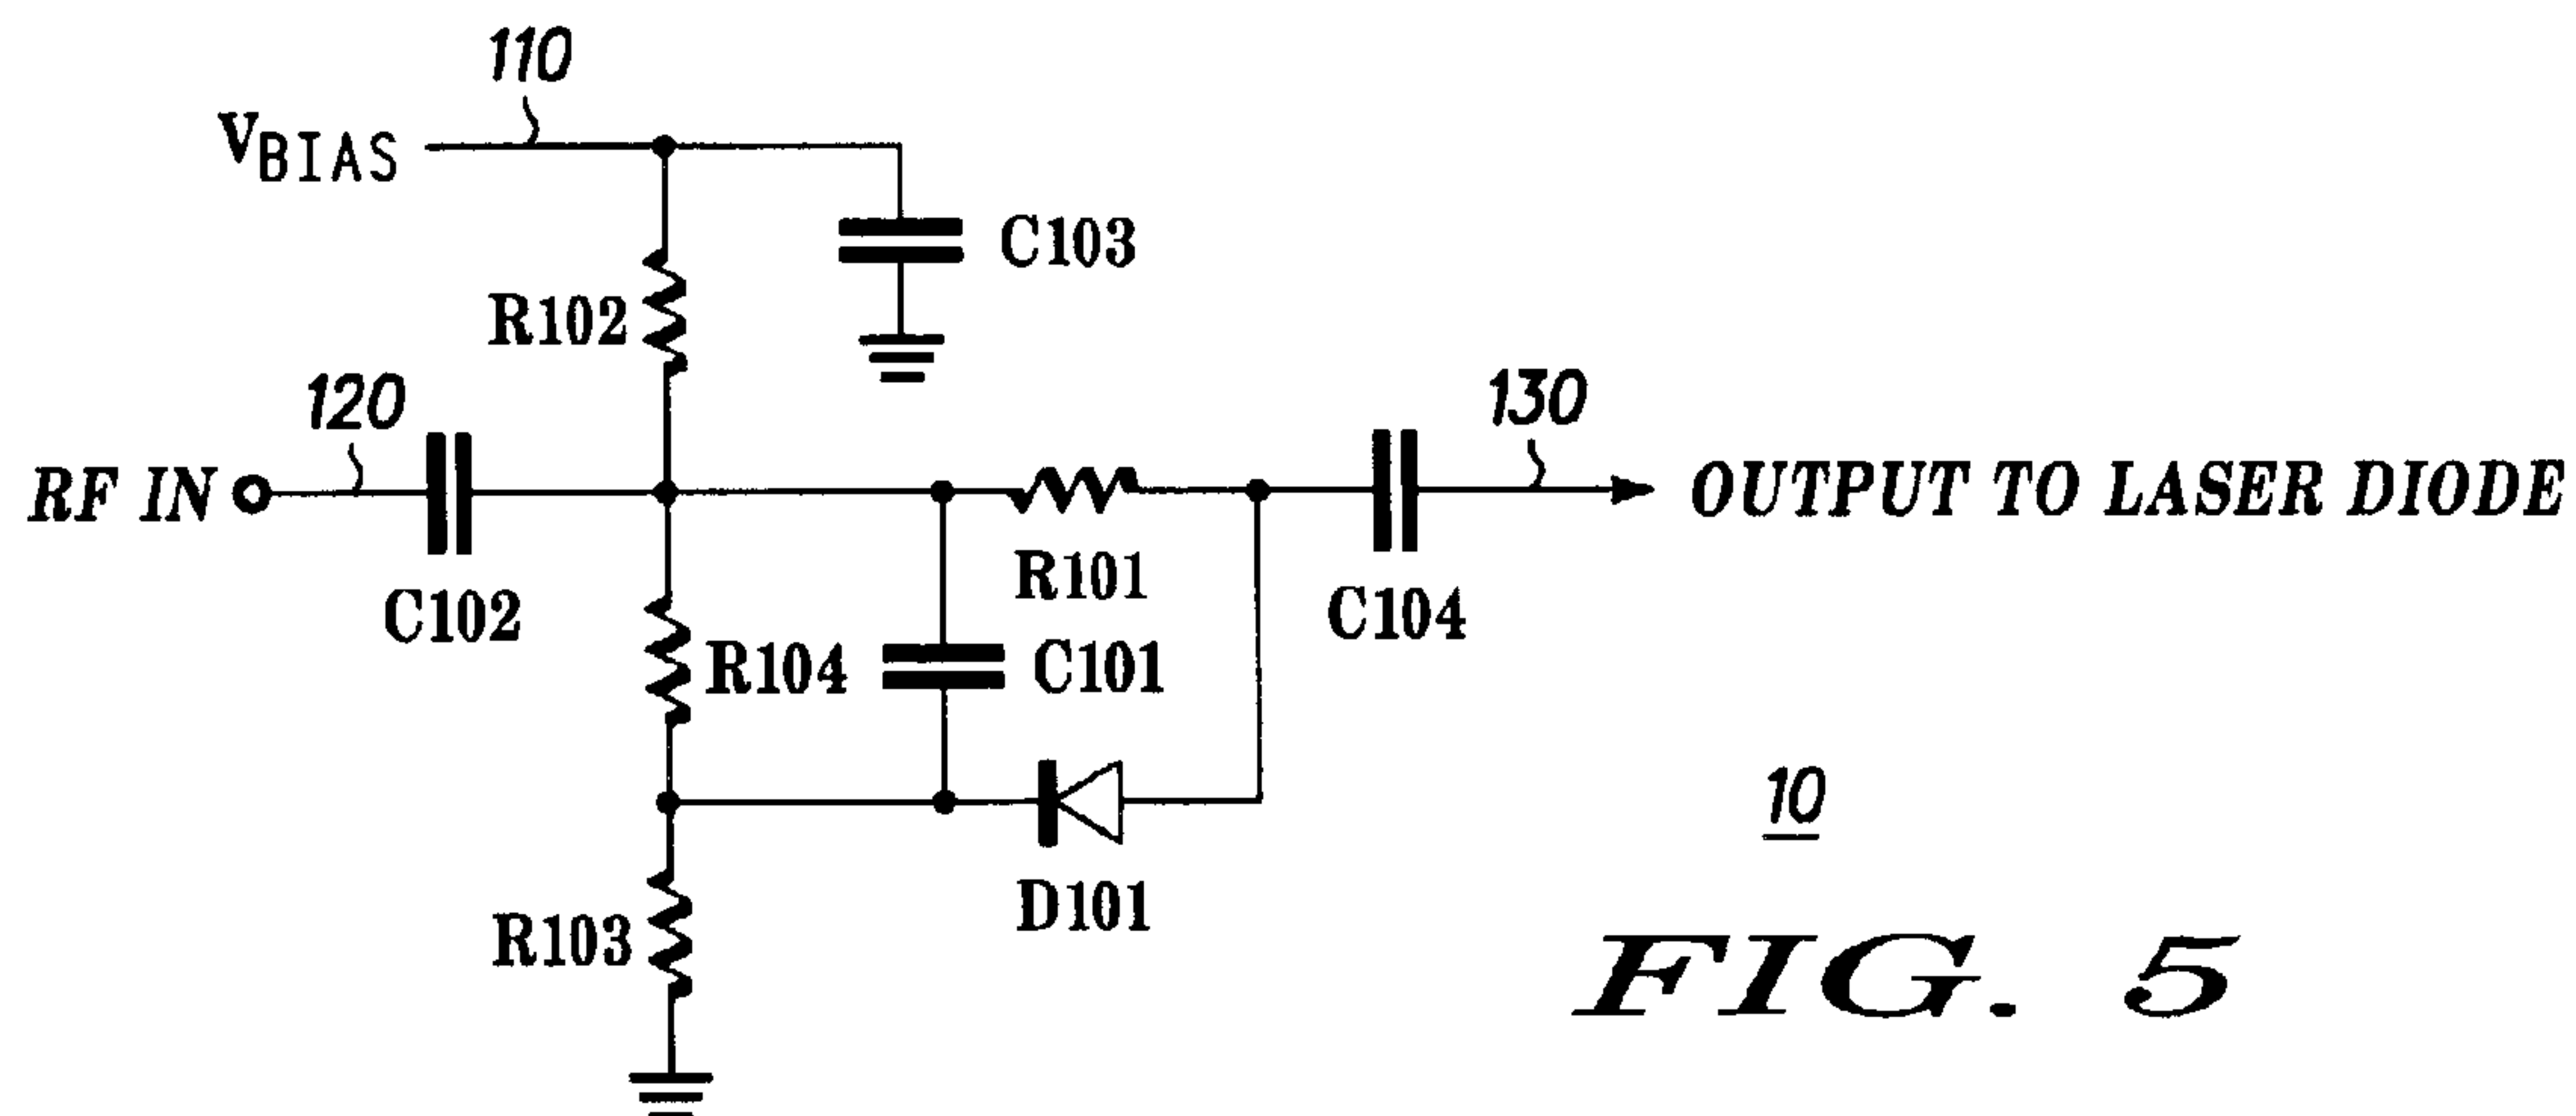 110
VBIAS
C103
R102
120
130
RF IN
OUTPUT TO LASER DIODE
R101
C102
C104
R104
C101
10
D101
R103
FIG. 5